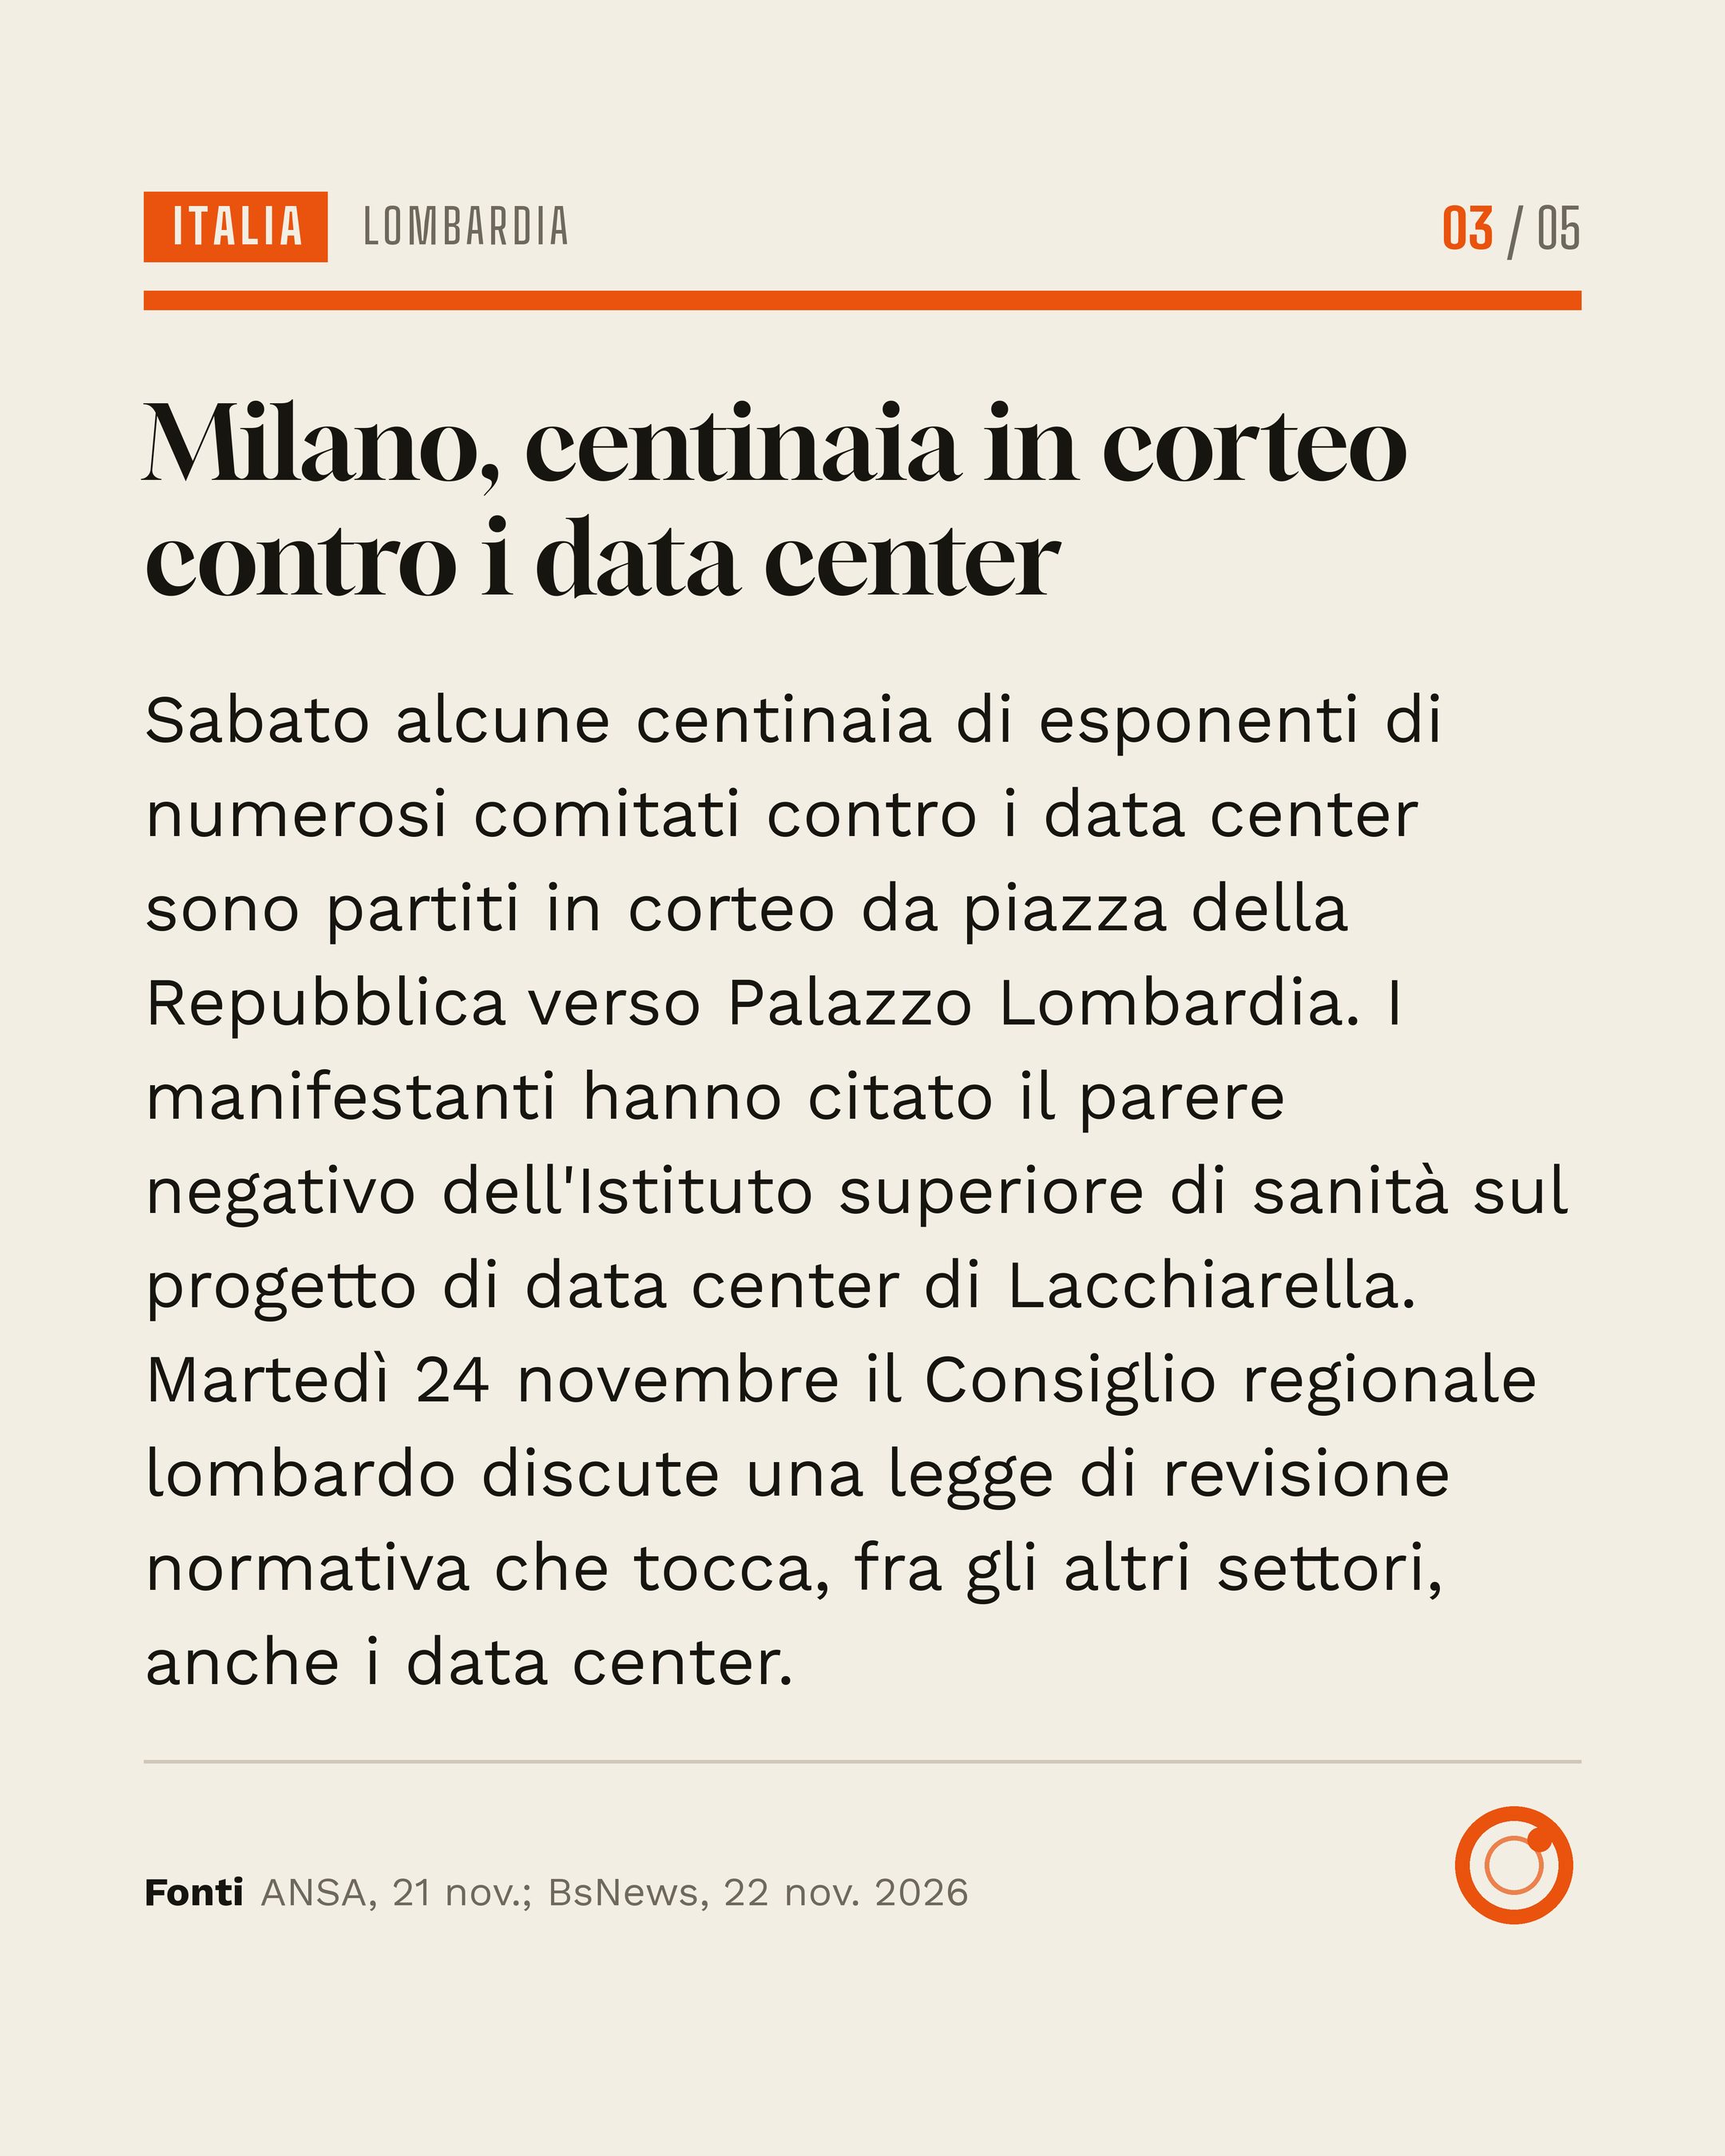 ITALIA LOMBARDIA 03 / 05
Milano, centinaia in corteo
contro i data center
Sabato alcune centinaia di esponenti di
numerosi comitati contro i data center
sono partiti in corteo da piazza della
Repubblica verso Palazzo Lombardia. I
manifestanti hanno citato il parere
negativo dell'Istituto superiore di sanità sul
progetto di data center di Lacchiarella.
Martedì 24 novembre il Consiglio regionale
lombardo discute una legge di revisione
normativa che tocca, fra gli altri settori,
anche i data center.
Fonti ANSA, 21 nov.; BsNews, 22 nov. 2026